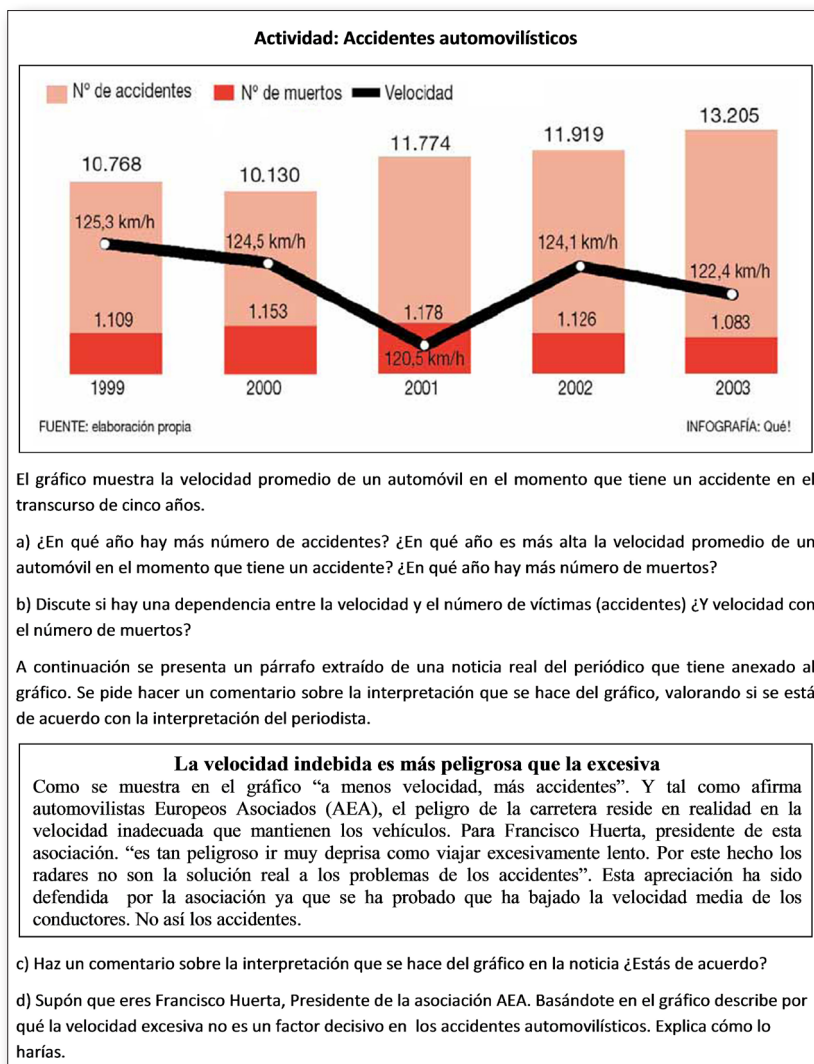 Actividad: Accidentes automovilísticos
Nº de accidentes Nº de muertos Velocidad
10.768 10.130 11.774 11.919 13.205
125,3 km/h 124,5 km/h 120,5 km/h 124,1 km/h 122,4 km/h
1.109 1.153 1.178 1.126 1.083
1999 2000 2001 2002 2003
FUENTE: elaboración propia INFOGRAFÍA: Qué!
El gráfico muestra la velocidad promedio de un automóvil en el momento que tiene un accidente en el
transcurso de cinco años.
a) ¿En qué año hay más número de accidentes? ¿En qué año es más alta la velocidad promedio de un
automóvil en el momento que tiene un accidente? ¿En qué año hay más número de muertos?
b) Discute si hay una dependencia entre la velocidad y el número de víctimas (accidentes) ¿Y velocidad con
el número de muertos?
A continuación se presenta un párrafo extraído de una noticia real del periódico que tiene anexado al
gráfico. Se pide hacer un comentario sobre la interpretación que se hace del gráfico, valorando si se está
de acuerdo con la interpretación del periodista.
La velocidad indebida es más peligrosa que la excesiva
Como se muestra en el gráfico “a menos velocidad, más accidentes”. Y tal como afirma
automovilistas Europeos Asociados (AEA), el peligro de la carretera reside en realidad en la
velocidad inadecuada que mantienen los vehículos. Para Francisco Huerta, presidente de esta
asociación. “es tan peligroso ir muy deprisa como viajar excesivamente lento. Por este hecho los
radares no son la solución real a los problemas de los accidentes”. Esta apreciación ha sido
defendida por la asociación ya que se ha probado que ha bajado la velocidad media de los
conductores. No así los accidentes.
c) Haz un comentario sobre la interpretación que se hace del gráfico en la noticia ¿Estás de acuerdo?
d) Supón que eres Francisco Huerta, Presidente de la asociación AEA. Basándote en el gráfico describe por
qué la velocidad excesiva no es un factor decisivo en los accidentes automovilísticos. Explica cómo lo
harías.